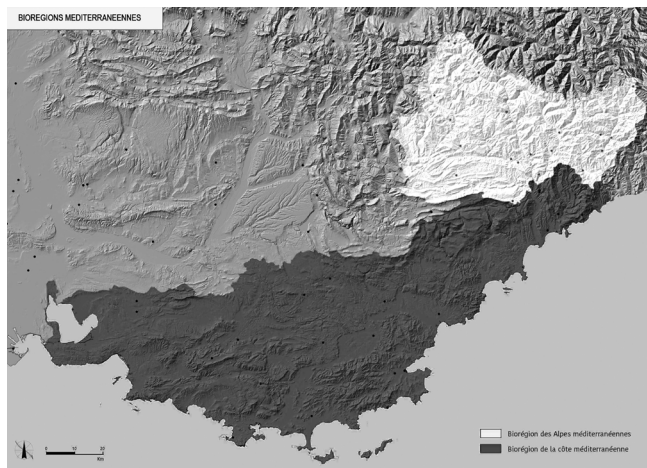 BIOREGIONS MEDITERRANEENNES
Biorégion des Alpes méditerranéennes
Biorégion de la côte méditerranéenne
0 10 20
Km